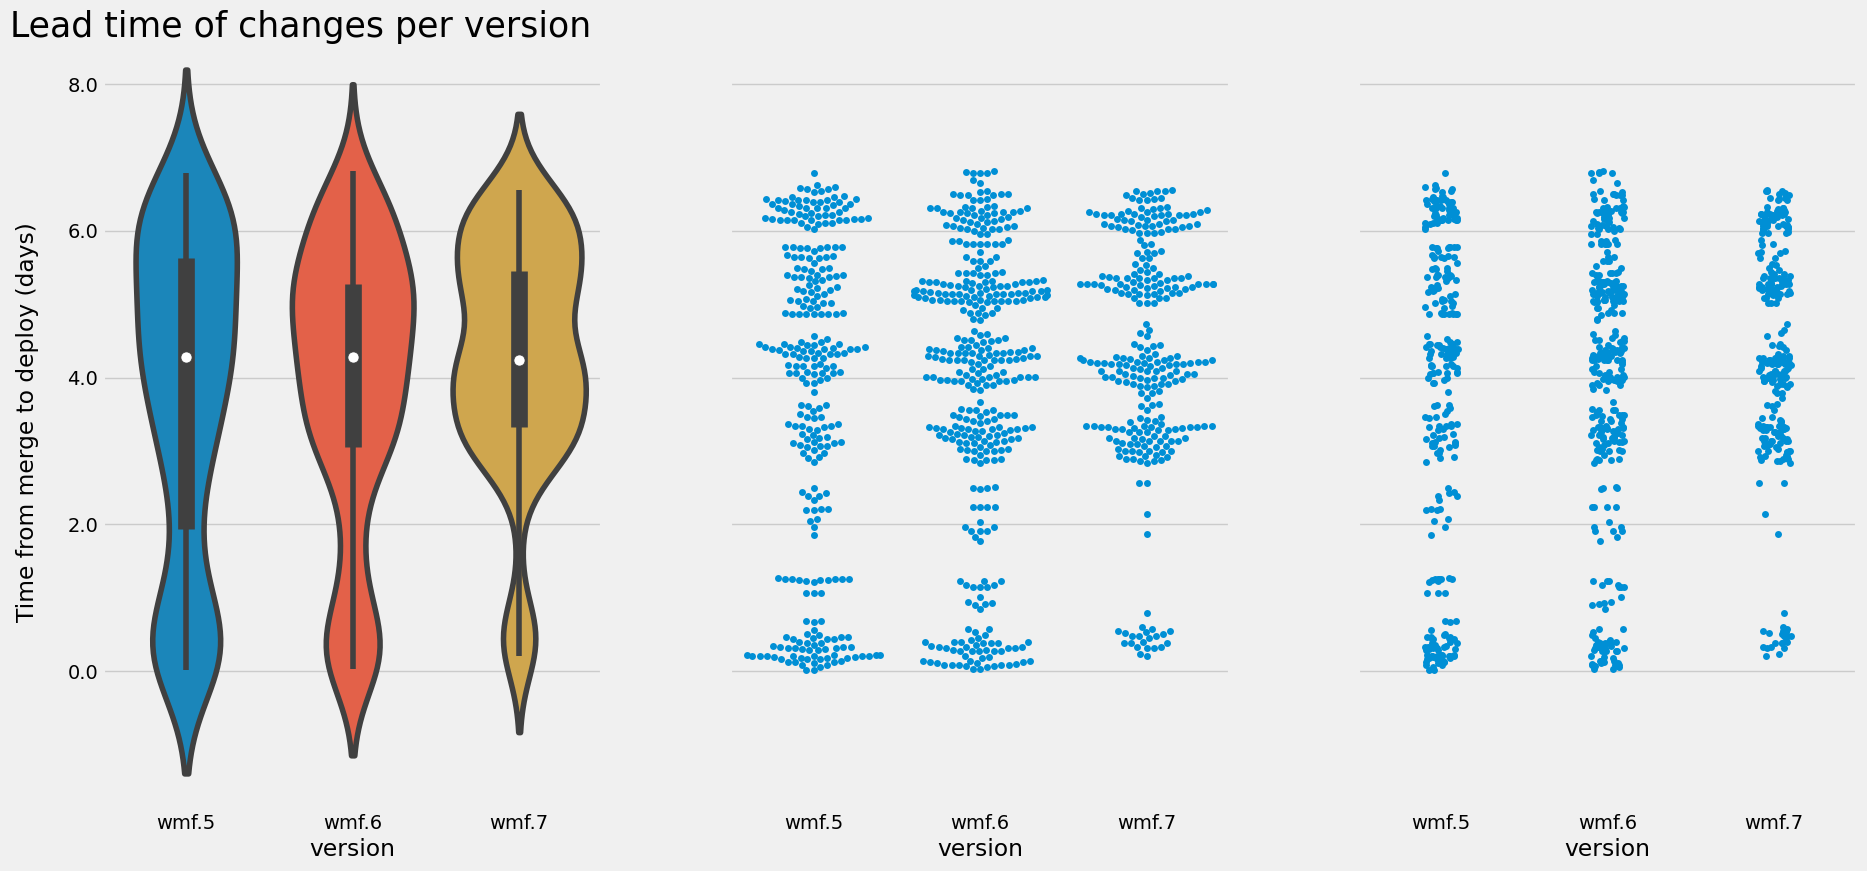 Lead time of changes per version
Time from merge to deploy (days)
8.0
6.0
4.0
2.0
0.0
wmf.5 wmf.6 wmf.7
version
wmf.5 wmf.6 wmf.7
version
wmf.5 wmf.6 wmf.7
version